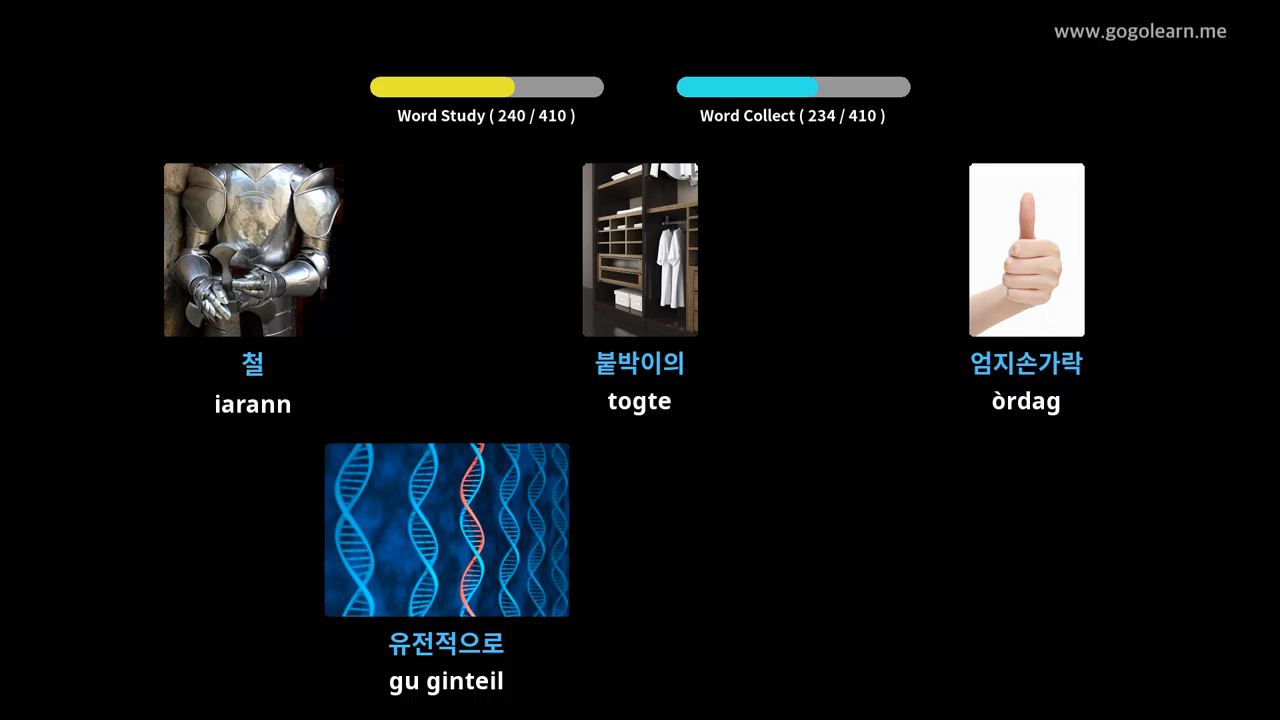 www.gogolearn.me
Word Study ( 240 / 410 )
Word Collect ( 234 / 410 )
철
iarann
붙박이의
togte
엄지손가락
òrdag
유전적으로
gu ginteil